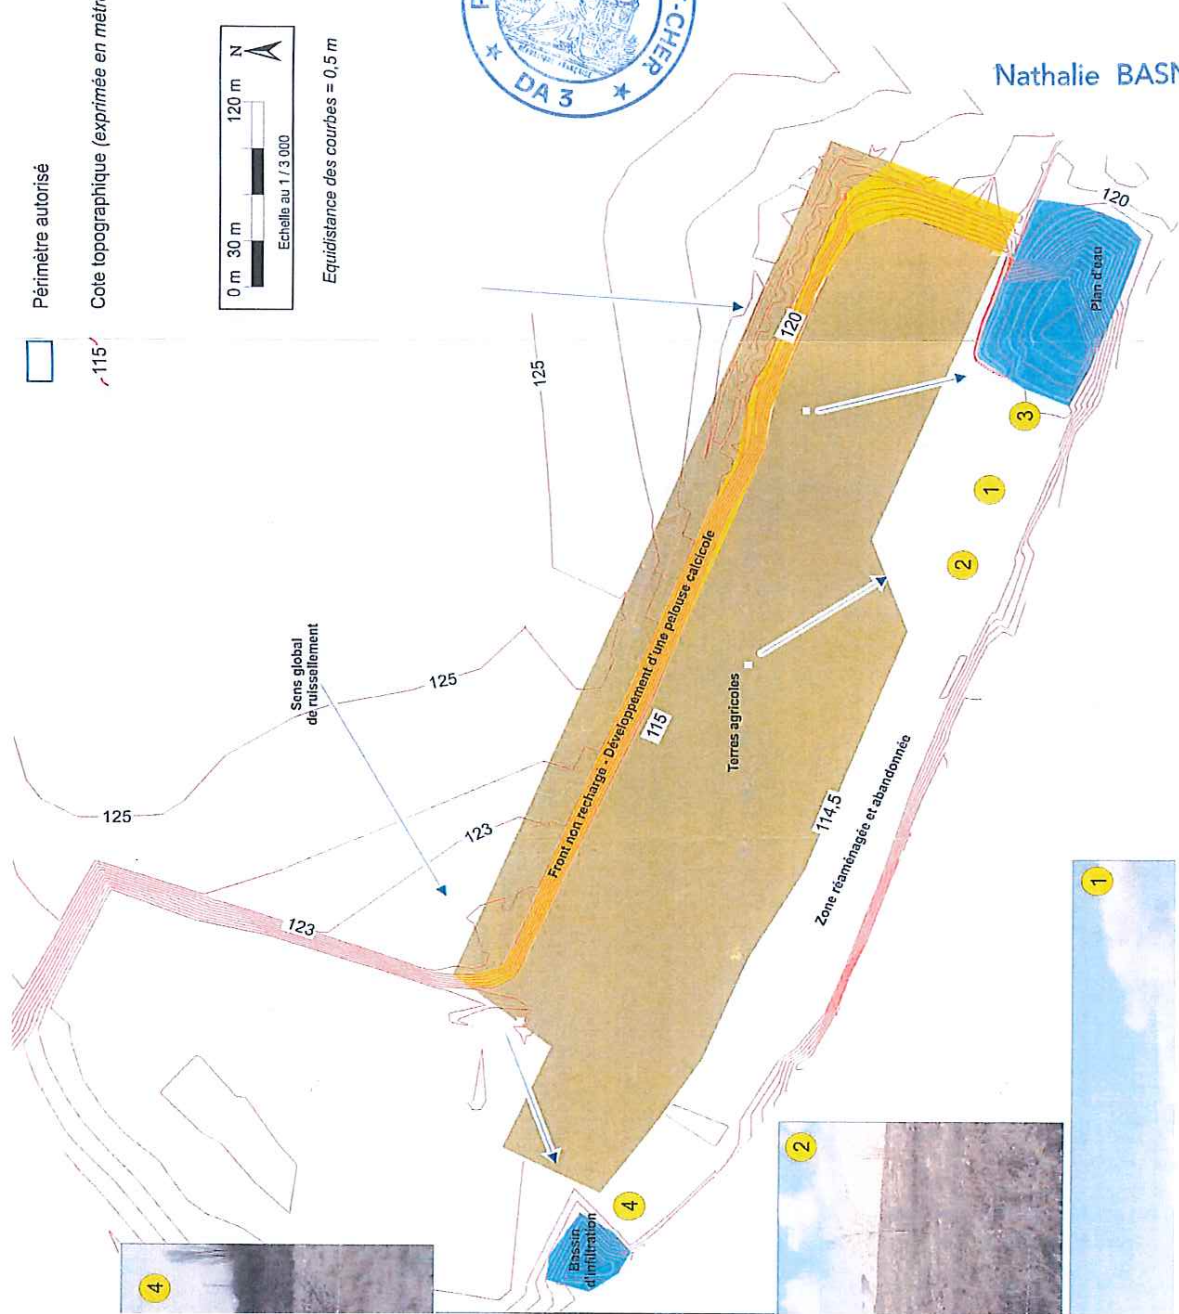 Périmètre autorisé
115 Cote topographique (exprimée en mètr
0 m 30 m 120 m N
Echelle au 1 / 3 000
Equidistance des courbes = 0,5 m
-CHER
★ DA 3 ★
Nathalie BASN
Sens global
de ruissellement
125
125
125
123
123
120
120
115
114,5
Front non rechargé - Développement d'une pelouse calcicole
Terres agricoles
Zone réaménagée et abandonnée
Plan d'eau
Bassin
d'infiltration
3
1
2
4
4
2
1